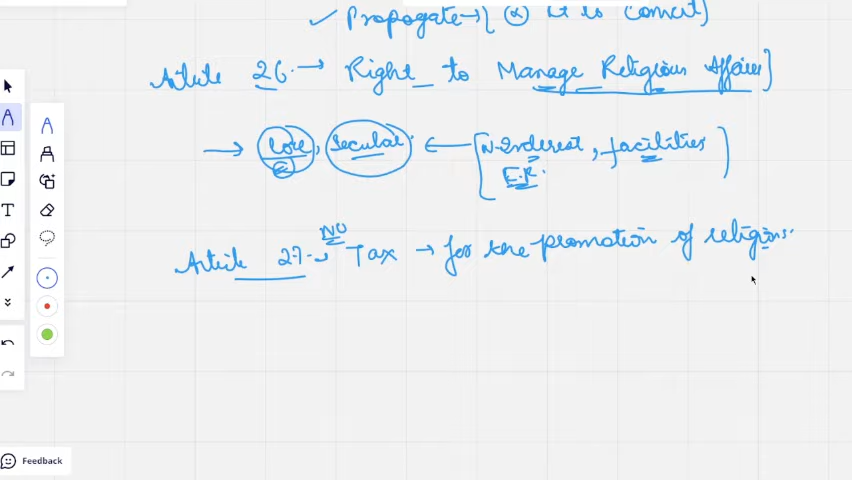 ✓ Propogate→[ ⓧ it to Convert]
Article 26.→ Right to Manage Religious Affairs]
→ Core, Secular. ← [N-Interest, facilities
E.R.
NO
Article 27.→ Tax → for the promotion of religions.
T
Feedback